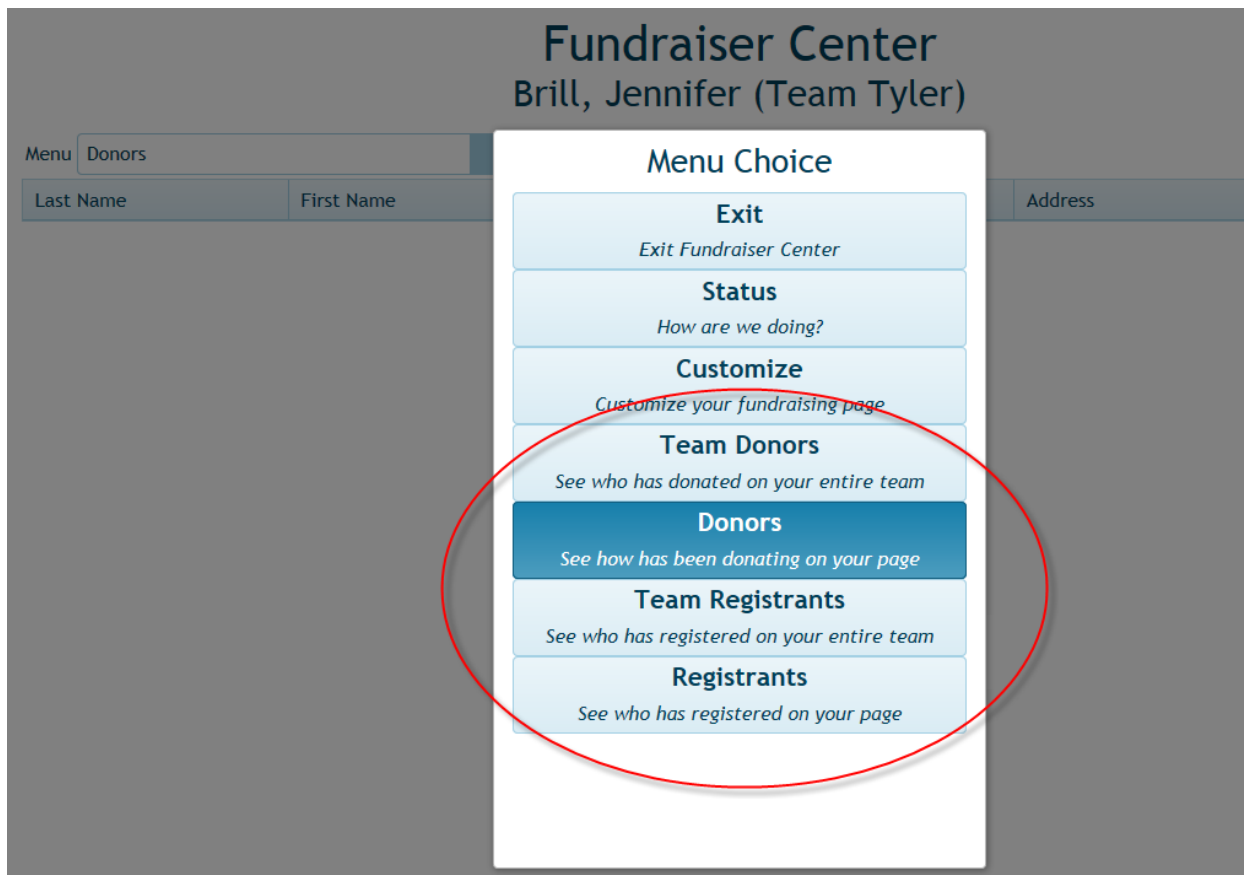 Fundraiser Center
Brill, Jennifer (Team Tyler)
Menu Donors
Last Name First Name Address
Menu Choice
Exit
Exit Fundraiser Center
Status
How are we doing?
Customize
Customize your fundraising page
Team Donors
See who has donated on your entire team
Donors
See how has been donating on your page
Team Registrants
See who has registered on your entire team
Registrants
See who has registered on your page